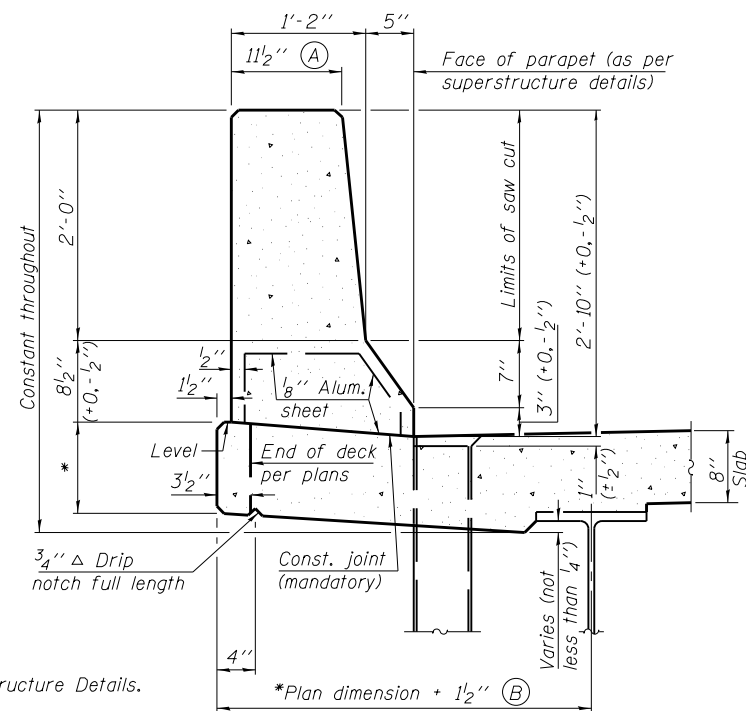 1'-2"
5"
11½" (A)
Face of parapet (as per
superstructure details)
Constant throughout
2'-0"
8½"
(+0,-½")
*
Limits of saw cut
2'-10" (+0,-½")
7"
3" (+0,-½")
½"
1½"
⅛" Alum.
sheet
Level
End of deck
per plans
3½"
1"
(±½")
8"
Slab
¾" △ Drip
notch full length
Const. joint
(mandatory)
Varies (not
less than ¼")
4"
*Plan dimension + 1½" (B)
ructure Details.